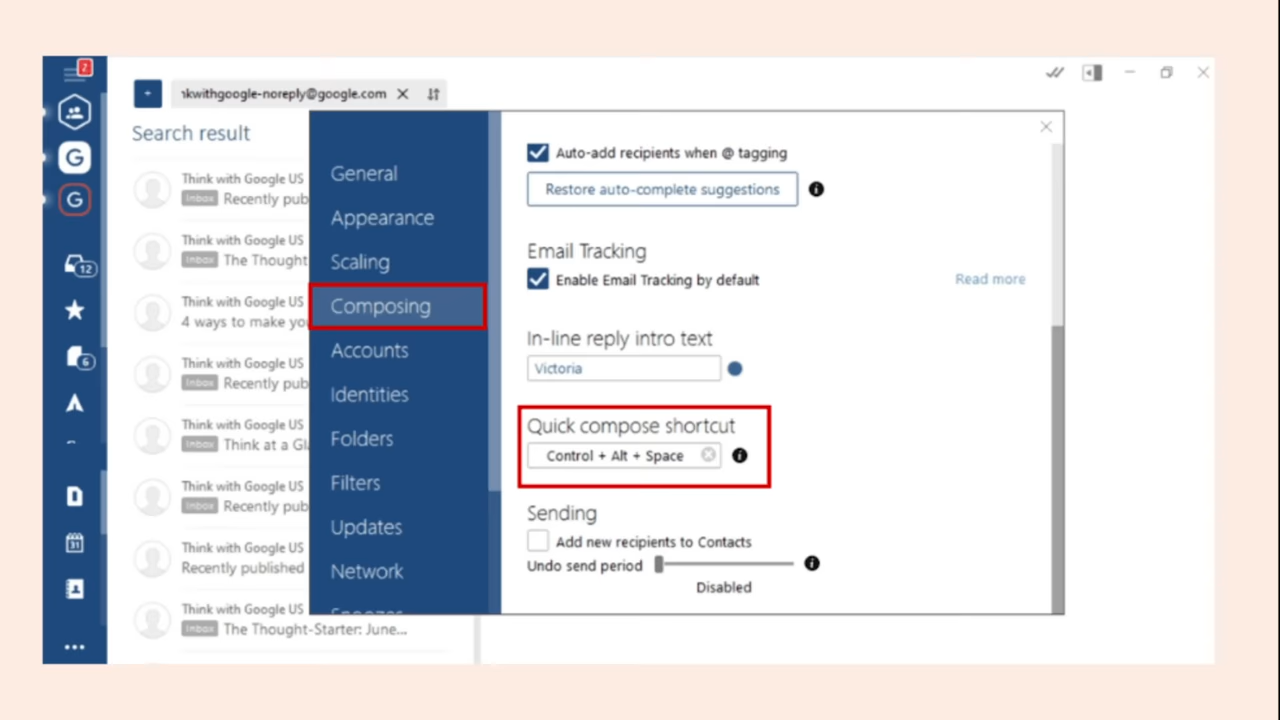 2
+
ıkwithgoogle-noreply@google.com
Search result
Think with Google US
Inbox Recently pub
Think with Google US
Inbox The Thought
Think with Google US
4 ways to make you
Think with Google US
Inbox Recently pub
Think with Google US
Inbox Think at a Gl
Think with Google US
Inbox Recently pub
Think with Google US
Recently published
Think with Google US
Inbox The Thought-Starter: June...
G
G
12
6
31
General
Appearance
Scaling
Composing
Accounts
Identities
Folders
Filters
Updates
Network
Auto-add recipients when @ tagging
Restore auto-complete suggestions
Email Tracking
Enable Email Tracking by default
Read more
In-line reply intro text
Victoria
Quick compose shortcut
Control + Alt + Space
Sending
Add new recipients to Contacts
Undo send period
Disabled